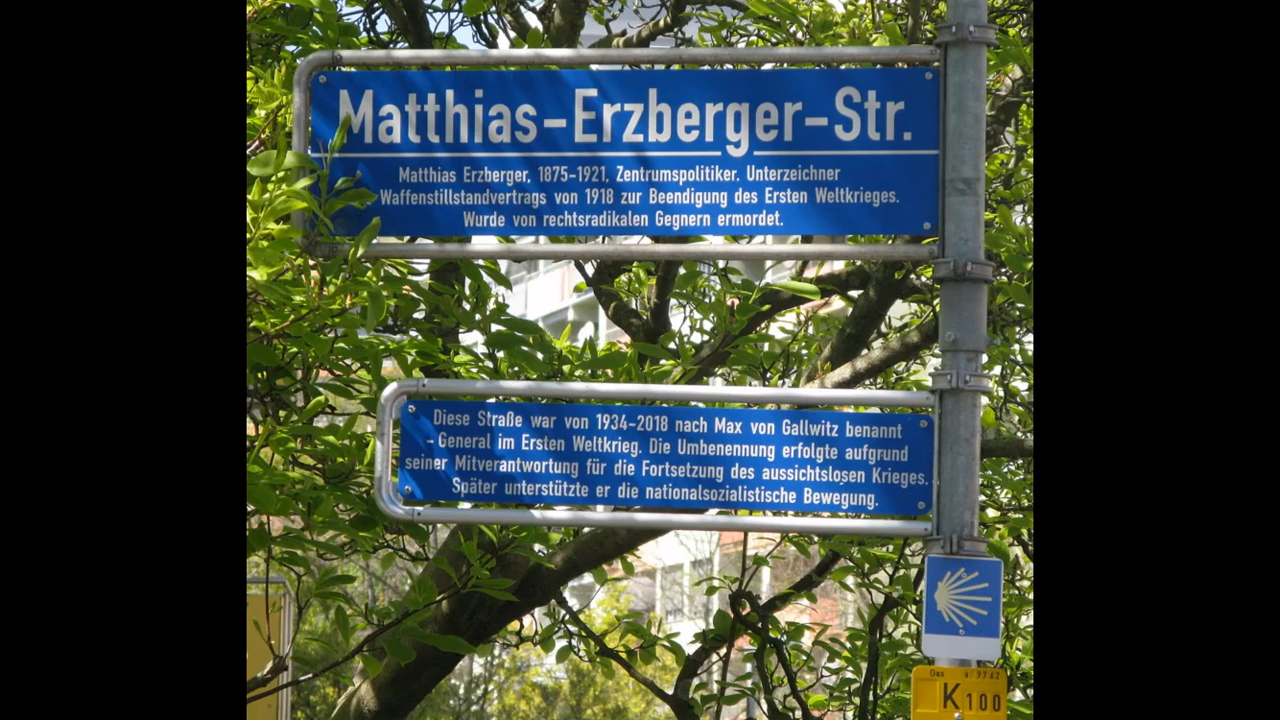 Matthias-Erzberger-Str.
Matthias Erzberger, 1875-1921, Zentrumspolitiker. Unterzeichner
Waffenstillstandvertrags von 1918 zur Beendigung des Ersten Weltkrieges.
Wurde von rechtsradikalen Gegnern ermordet.
Diese Straße war von 1934-2018 nach Max von Gallwitz benannt
- General im Ersten Weltkrieg. Die Umbenennung erfolgte aufgrund
seiner Mitverantwortung für die Fortsetzung des aussichtslosen Krieges.
Später unterstützte er die nationalsozialistische Bewegung.
Gas
K 100